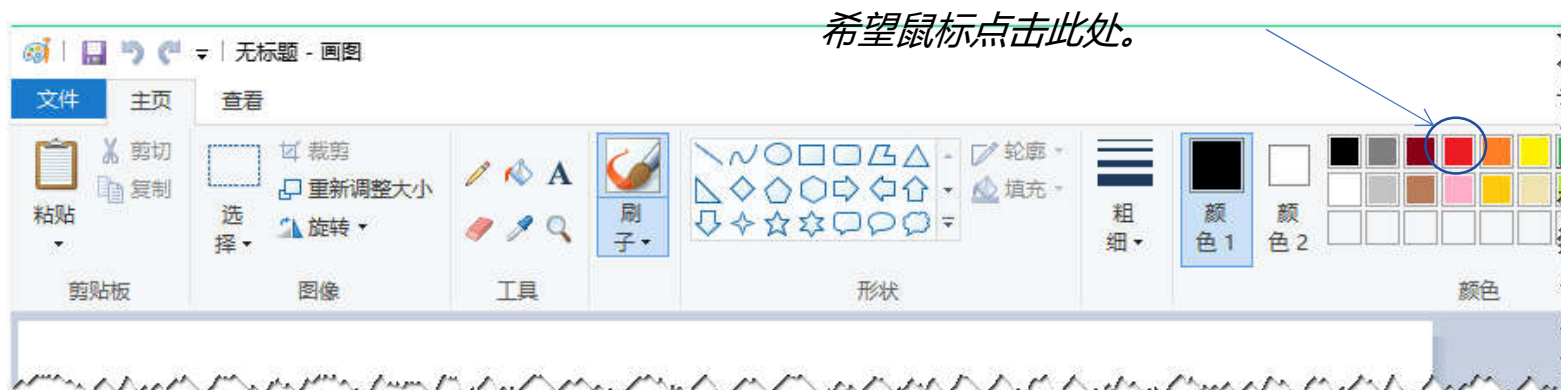 希望鼠标点击此处。
无标题 - 画图
文件 主页 查看
剪切
复制
粘贴
剪贴板
选择
裁剪
重新调整大小
旋转
图像
A
工具
刷子
轮廓
填充
形状
粗细
颜色 1
颜色 2
颜色